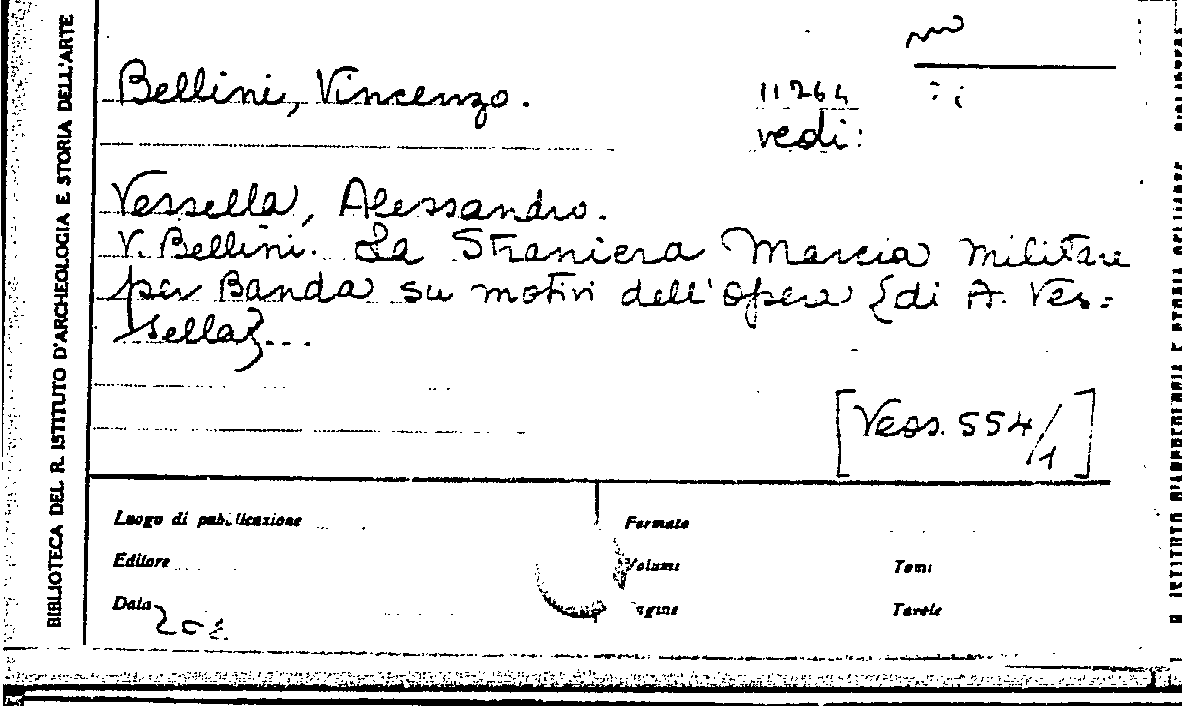 BIBLIOTECA DEL R. ISTITUTO D'ARCHEOLOGIA E STORIA DELL'ARTE
Bellini, Vincenzo.
11264
vedi:
Vessella, Alessandro.
V. Bellini. La Straniera Marcia militare
per Banda su motivi dell'opera {di A. Ves=
sella}...
[Vess. 554/1]
Luogo di pubblicazione
Formato
Editore
Volumi
Tomi
Data
Pagine
Tavole